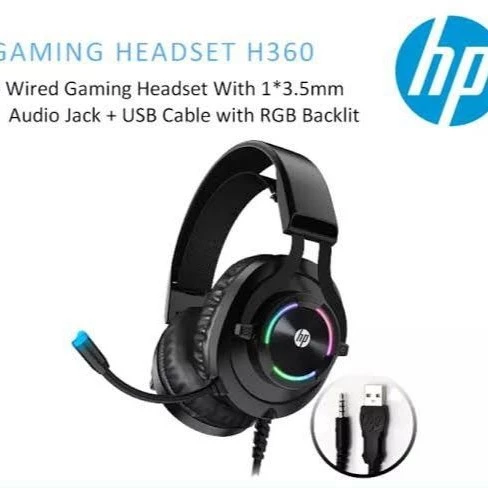 GAMING HEADSET H360
hp
Wired Gaming Headset With 1*3.5mm
Audio Jack + USB Cable with RGB Backlit
hp